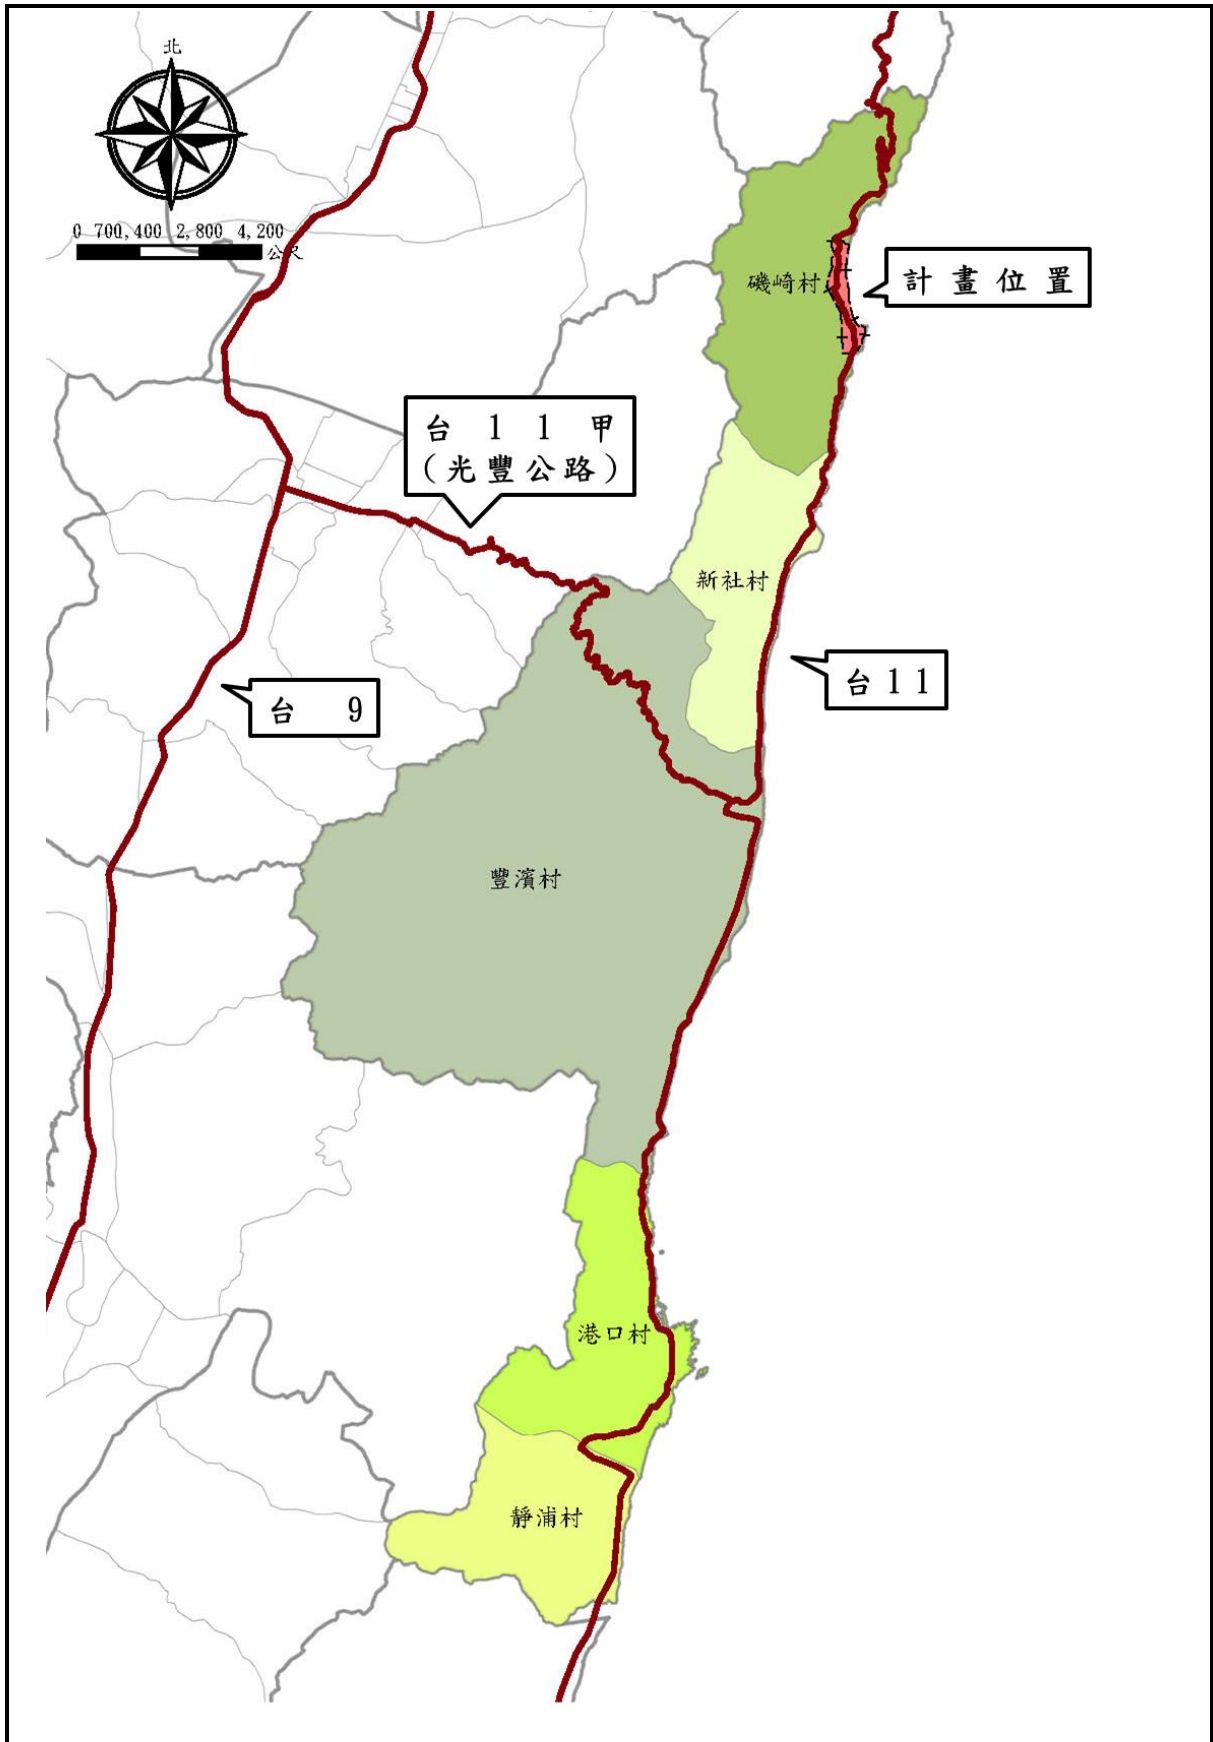 北
0 700,400 2,800 4,200
公尺
磯崎村
計畫位置
台11甲
(光豐公路)
新社村
台11
台 9
豐濱村
港口村
靜浦村